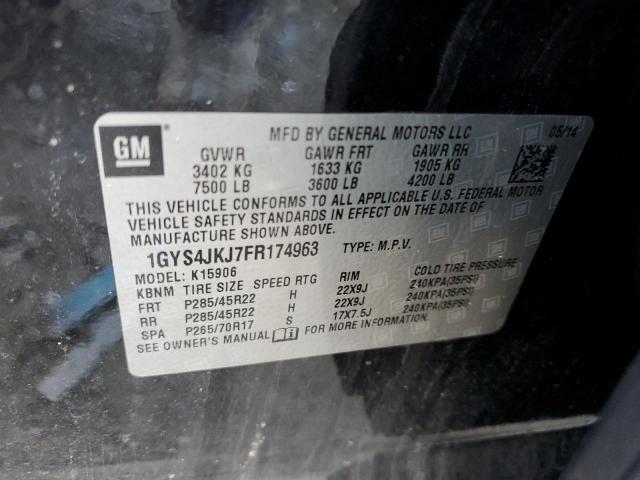 GM
MFD BY GENERAL MOTORS LLC 05/14
GVWR GAWR FRT GAWR RR
3402 KG 1633 KG 1905 KG
7500 LB 3600 LB 4200 LB
THIS VEHICLE CONFORMS TO ALL APPLICABLE U.S. FEDERAL MOTOR
VEHICLE SAFETY STANDARDS IN EFFECT ON THE DATE OF
MANUFACTURE SHOWN ABOVE.
1GYS4JKJ7FR174963 TYPE: M.P.V.
MODEL: K15906
KBNM TIRE SIZE SPEED RTG RIM COLD TIRE PRESSURE
FRT P285/45R22 H 22X9J 240KPA(35PSI)
RR P285/45R22 H 22X9J 240KPA(35PSI)
SPA P265/70R17 S 17X7.5J 240KPA(35PSI)
SEE OWNER'S MANUAL FOR ADDITIONAL INFORMATION.